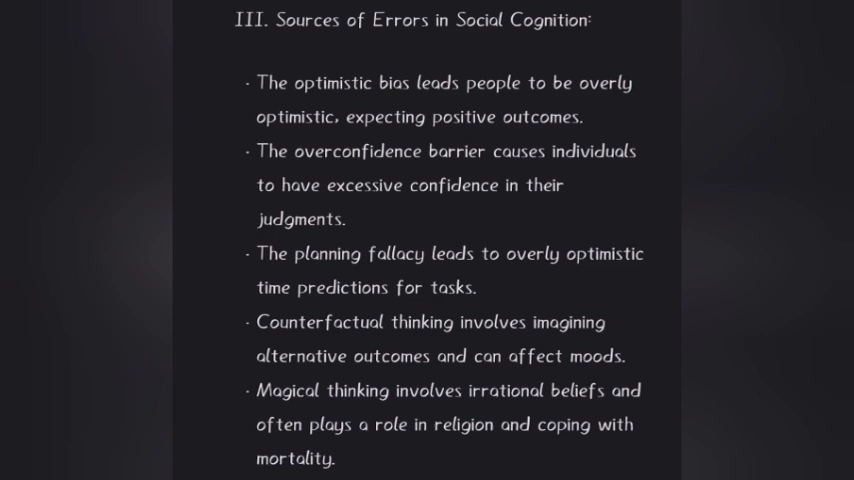 III. Sources of Errors in Social Cognition:
· The optimistic bias leads people to be overly
optimistic, expecting positive outcomes.
· The overconfidence barrier causes individuals
to have excessive confidence in their
judgments.
· The planning fallacy leads to overly optimistic
time predictions for tasks.
· Counterfactual thinking involves imagining
alternative outcomes and can affect moods.
· Magical thinking involves irrational beliefs and
often plays a role in religion and coping with
mortality.